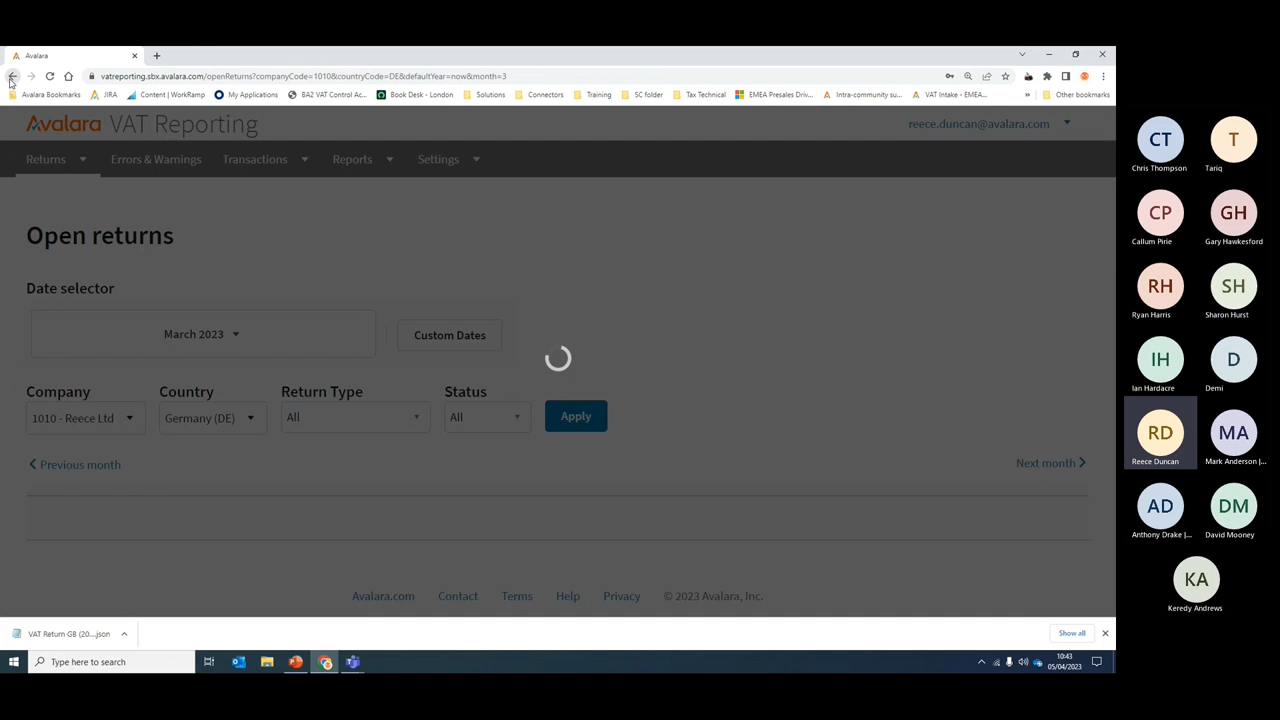 Avalara
vatreporting.sbx.avalara.com/openReturns?companyCode=1010&countryCode=DE&defaultYear=now&month=3
Avalara Bookmarks JIRA Content | WorkRamp My Applications BA2 VAT Control Ac... Book Desk - London Solutions Connectors Training SC folder Tax Technical EMEA Presales Driv... Intra-community su... VAT Intake - EMEA... » Other bookmarks
Avalara VAT Reporting reece.duncan@avalara.com
Returns Errors & Warnings Transactions Reports Settings
Open returns
Date selector
March 2023 Custom Dates
Company Country Return Type Status
1010 - Reece Ltd Germany (DE) All All Apply
Previous month Next month
Avalara.com Contact Terms Help Privacy © 2023 Avalara, Inc.
VAT Return GB (20....json Show all
Type here to search
10:43
05/04/2023
CT T
Chris Thompson Tariq
CP GH
Callum Pirie Gary Hawkesford
RH SH
Ryan Harris Sharon Hurst
IH D
Ian Hardacre Demi
RD MA
Reece Duncan Mark Anderson |...
AD DM
Anthony Drake |... David Mooney
KA
Keredy Andrews